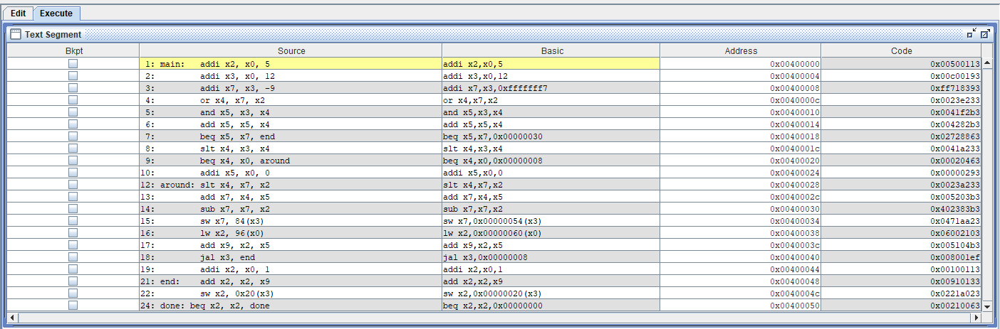 Edit Execute
Text Segment
Bkpt Source Basic Address Code
1: main: addi x2, x0, 5 addi x2,x0,5 0x00400000 0x00500113
2: addi x3, x0, 12 addi x3,x0,12 0x00400004 0x00c00193
3: addi x7, x3, -9 addi x7,x3,0xfffffff7 0x00400008 0xff718393
4: or x4, x7, x2 or x4,x7,x2 0x0040000c 0x0023e233
5: and x5, x3, x4 and x5,x3,x4 0x00400010 0x0041f2b3
6: add x5, x5, x4 add x5,x5,x4 0x00400014 0x004282b3
7: beq x5, x7, end beq x5,x7,0x00000030 0x00400018 0x02728863
8: slt x4, x3, x4 slt x4,x3,x4 0x0040001c 0x0041a233
9: beq x4, x0, around beq x4,x0,0x00000008 0x00400020 0x00020463
10: addi x5, x0, 0 addi x5,x0,0 0x00400024 0x00000293
12: around: slt x4, x7, x2 slt x4,x7,x2 0x00400028 0x0023a233
13: add x7, x4, x5 add x7,x4,x5 0x0040002c 0x005203b3
14: sub x7, x7, x2 sub x7,x7,x2 0x00400030 0x402383b3
15: sw x7, 84(x3) sw x7,0x00000054(x3) 0x00400034 0x0471aa23
16: lw x2, 96(x0) lw x2,0x00000060(x0) 0x00400038 0x06002103
17: add x9, x2, x5 add x9,x2,x5 0x0040003c 0x005104b3
18: jal x3, end jal x3,0x00000008 0x00400040 0x008001ef
19: addi x2, x0, 1 addi x2,x0,1 0x00400044 0x00100113
21: end: add x2, x2, x9 add x2,x2,x9 0x00400048 0x00910133
22: sw x2, 0x20(x3) sw x2,0x00000020(x3) 0x0040004c 0x0221a023
24: done: beq x2, x2, done beq x2,x2,0x00000000 0x00400050 0x00210063